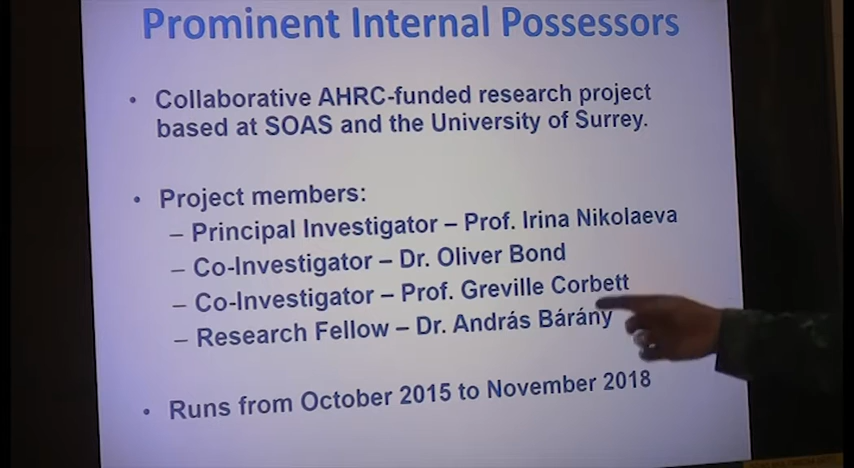 Prominent Internal Possessors
• Collaborative AHRC-funded research project
based at SOAS and the University of Surrey.
• Project members:
– Principal Investigator – Prof. Irina Nikolaeva
– Co-Investigator – Dr. Oliver Bond
– Co-Investigator – Prof. Greville Corbett
– Research Fellow – Dr. András Bárány
• Runs from October 2015 to November 2018